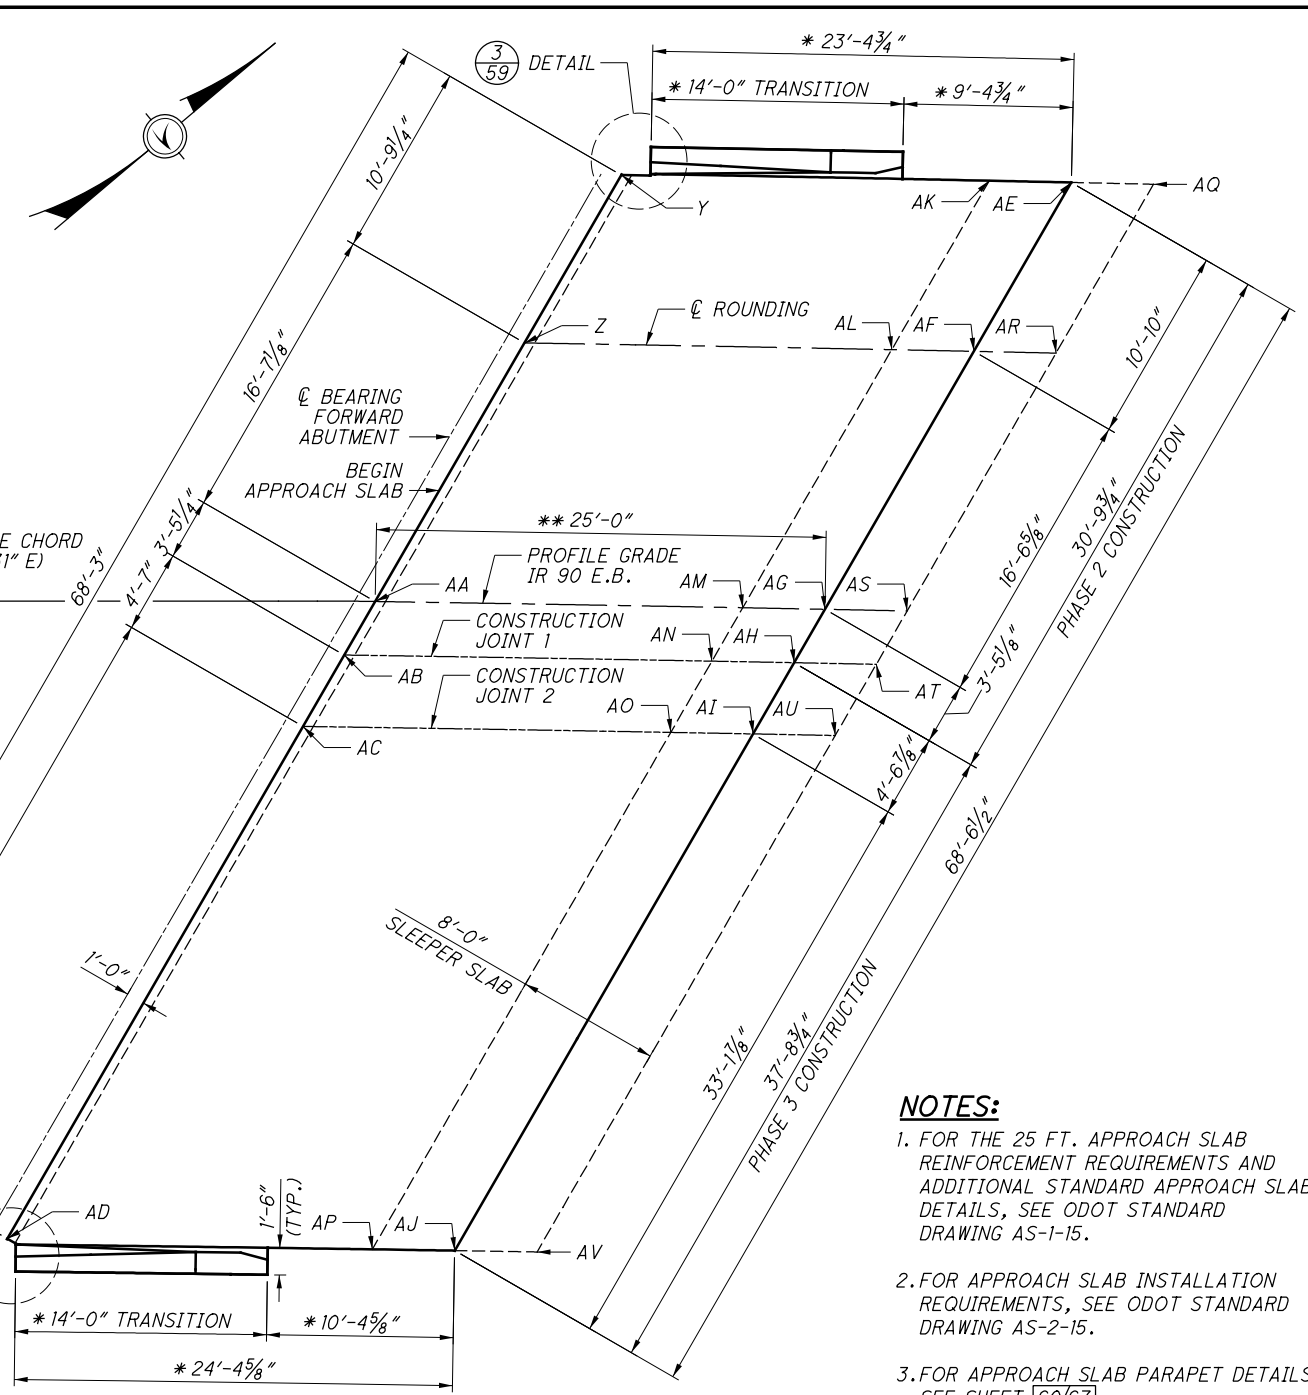 * 23'-4¾"
3
59
DETAIL
* 14'-0" TRANSITION
* 9'-4¾"
10'-9¼"
Y
AK
AE
AQ
16'-7⅛"
℄ ROUNDING
Z
AL
AF
AR
10'-10"
℄ BEARING
FORWARD
ABUTMENT
BEGIN
APPROACH SLAB
30'-9¾"
PHASE 2 CONSTRUCTION
3'-5¼"
** 25'-0"
16'-6⅝"
E CHORD
1" E)
68'-3"
4'-7"
PROFILE GRADE
IR 90 E.B.
AA
AM
AG
AS
CONSTRUCTION
JOINT 1
AN
AH
3'-5⅛"
AB
CONSTRUCTION
JOINT 2
AT
AO
AI
AU
AC
4'-6⅞"
68'-6½"
8'-0"
SLEEPER SLAB
1'-0"
33'-1⅞"
37'-8¾"
PHASE 3 CONSTRUCTION
AD
1'-6"
(TYP.)
AP
AJ
AV
* 14'-0" TRANSITION
* 10'-4⅝"
* 24'-4⅝"
NOTES:
1. FOR THE 25 FT. APPROACH SLAB
REINFORCEMENT REQUIREMENTS AND
ADDITIONAL STANDARD APPROACH SLAB
DETAILS, SEE ODOT STANDARD
DRAWING AS-1-15.
2. FOR APPROACH SLAB INSTALLATION
REQUIREMENTS, SEE ODOT STANDARD
DRAWING AS-2-15.
3. FOR APPROACH SLAB PARAPET DETAILS
SEE SHEET